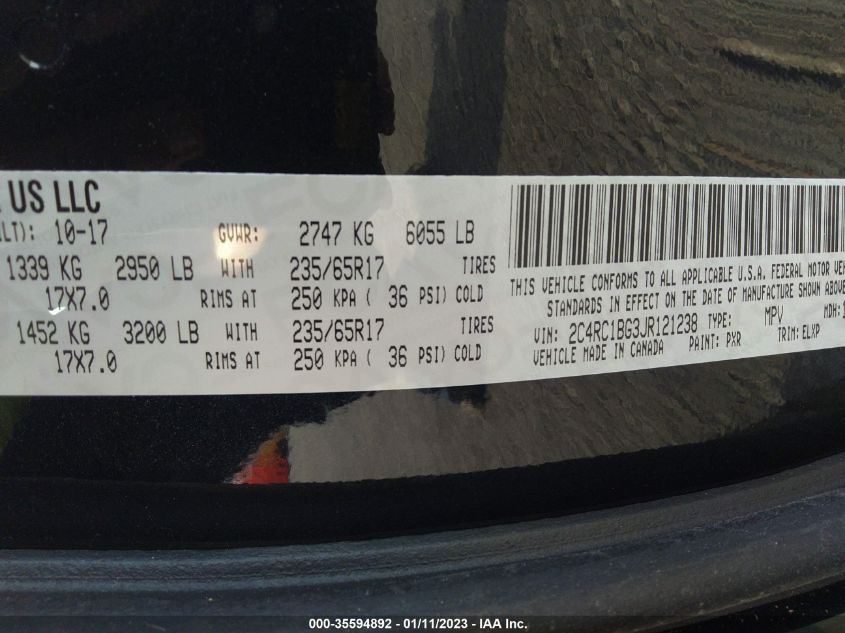 US LLC
10-17 GVWR: 2747 KG 6055 LB
1339 KG 2950 LB WITH 235/65R17 TIRES
17X7.0 RIMS AT 250 KPA ( 36 PSI) COLD
1452 KG 3200 LB WITH 235/65R17 TIRES
17X7.0 RIMS AT 250 KPA ( 36 PSI) COLD
THIS VEHICLE CONFORMS TO ALL APPLICABLE U.S.A. FEDERAL MOTOR
STANDARDS IN EFFECT ON THE DATE OF MANUFACTURE SHOWN ABOVE
VIN: 2C4RC1BG3JR121238 TYPE: MPV MDH:
VEHICLE MADE IN CANADA PAINT: PXR TRIM: ELXP
000-35594892 - 01/11/2023 - IAA Inc.